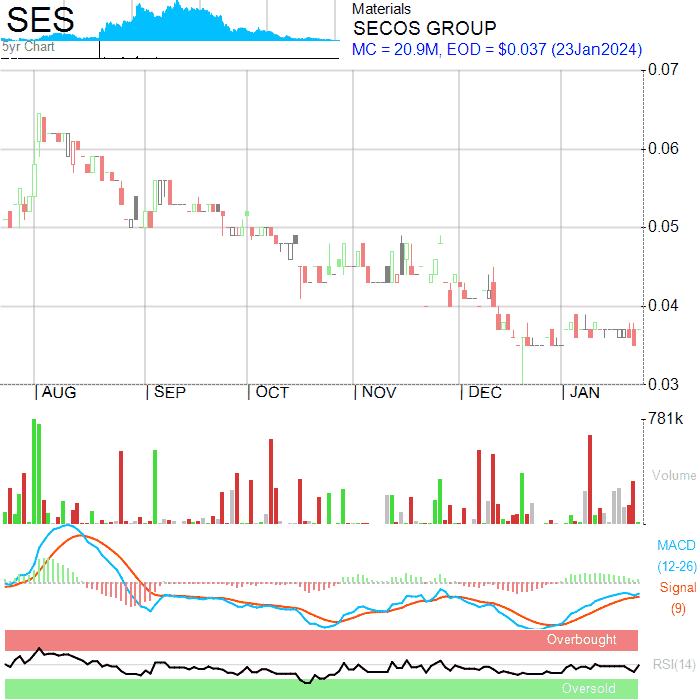 SES
5yr Chart
Materials
SECOS GROUP
MC = 20.9M, EOD = $0.037 (23Jan2024)
0.07
0.06
0.05
0.04
0.03
AUG SEP OCT NOV DEC JAN
781k
Volume
MACD
(12-26)
Signal
(9)
Overbought
RSI(14)
Oversold